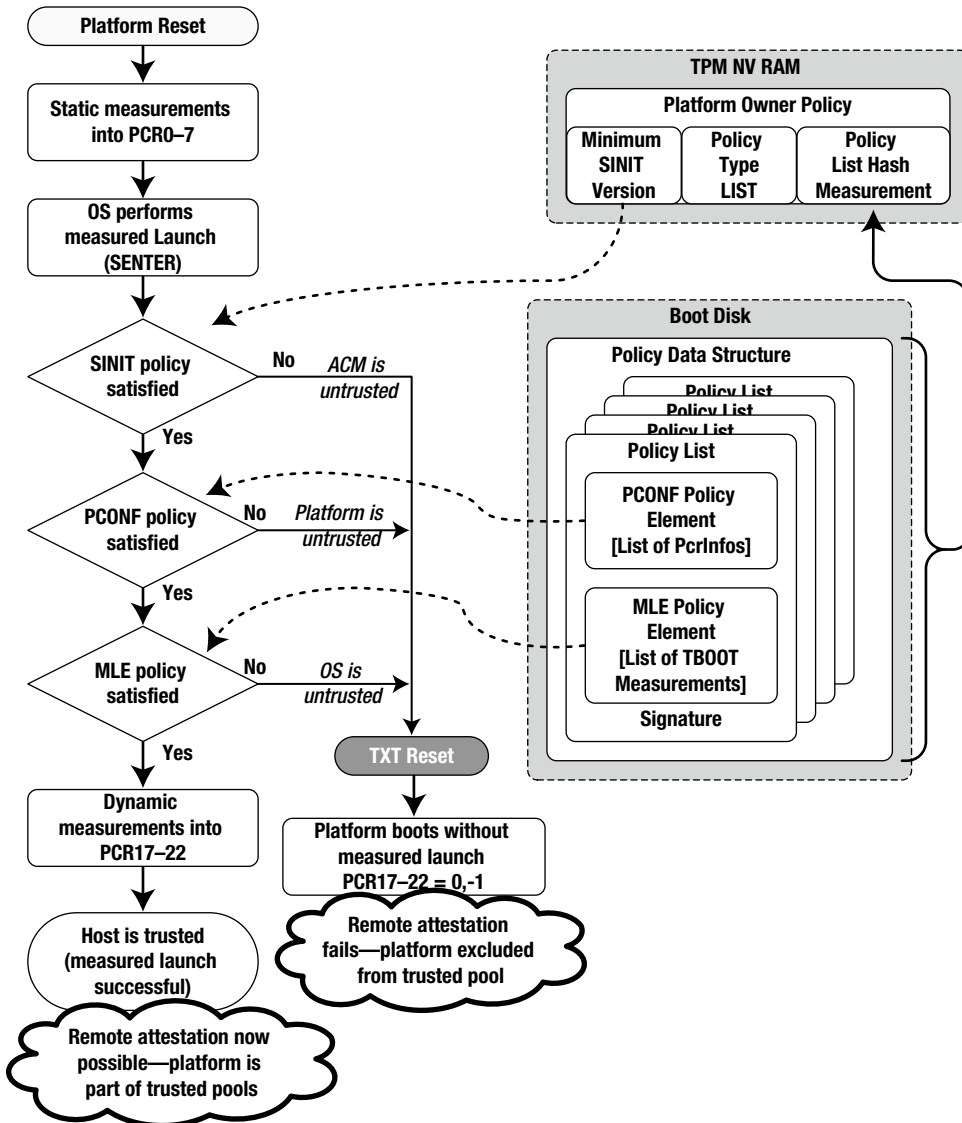 Platform Reset
Static measurements
into PCR0–7
OS performs
measured Launch
(SENTER)
SINIT policy
satisfied
No
ACM is
untrusted
Yes
PCONF policy
satisfied
No
Platform is
untrusted
Yes
MLE policy
satisfied
No
OS is
untrusted
Yes
Dynamic
measurements into
PCR17–22
Host is trusted
(measured launch
successful)
Remote attestation now
possible—platform is
part of trusted pools
TXT Reset
Platform boots without
measured launch
PCR17–22 = 0,-1
Remote attestation
fails—platform excluded
from trusted pool
TPM NV RAM
Platform Owner Policy
Minimum
SINIT
Version
Policy
Type
LIST
Policy
List Hash
Measurement
Boot Disk
Policy Data Structure
Policy List
Policy List
Policy List
Policy List
PCONF Policy
Element
[List of PcrInfos]
MLE Policy
Element
[List of TBOOT
Measurements]
Signature